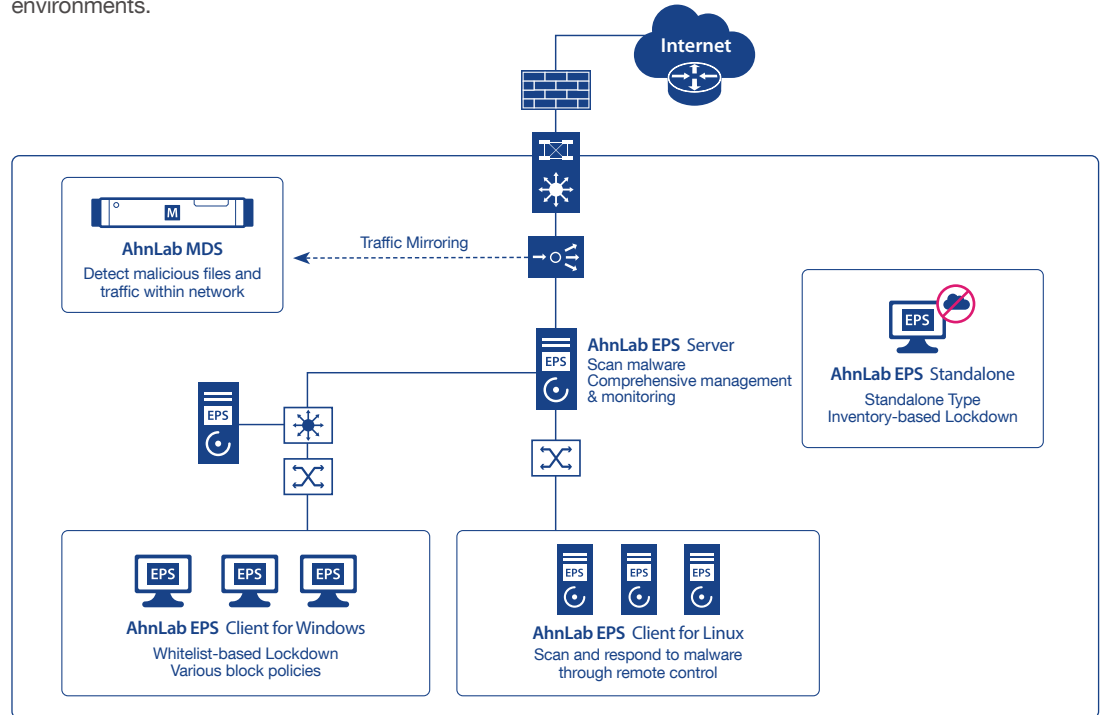 environments.
Internet
M
AhnLab MDS
Detect malicious files and
traffic within network
Traffic Mirroring
EPS
AhnLab EPS Server
Scan malware
Comprehensive management
& monitoring
EPS
AhnLab EPS Standalone
Standalone Type
Inventory-based Lockdown
EPS
EPS
EPS
EPS
AhnLab EPS Client for Windows
Whitelist-based Lockdown
Various block policies
EPS
EPS
EPS
AhnLab EPS Client for Linux
Scan and respond to malware
through remote control